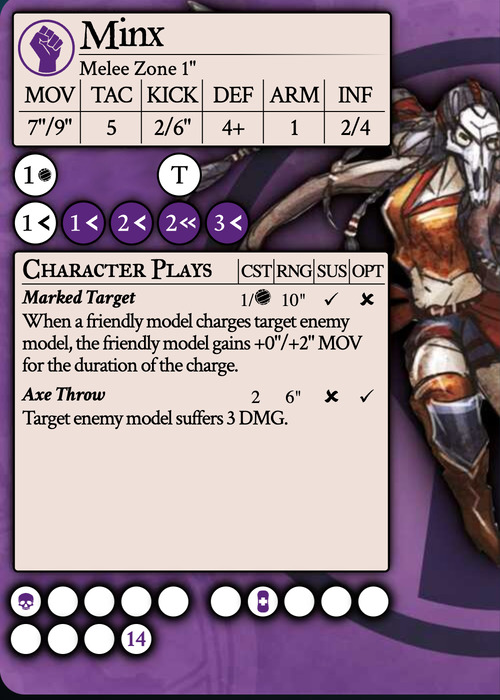 Minx
Melee Zone 1"
MOV TAC KICK DEF ARM INF
7"/9" 5 2/6" 4+ 1 2/4
1 T
1< 1< 2< 2<< 3<
CHARACTER PLAYS CST RNG SUS OPT
Marked Target 1/ 10" ✓ ✗
When a friendly model charges target enemy
model, the friendly model gains +0"/+2" MOV
for the duration of the charge.
Axe Throw 2 6" ✗ ✓
Target enemy model suffers 3 DMG.
14